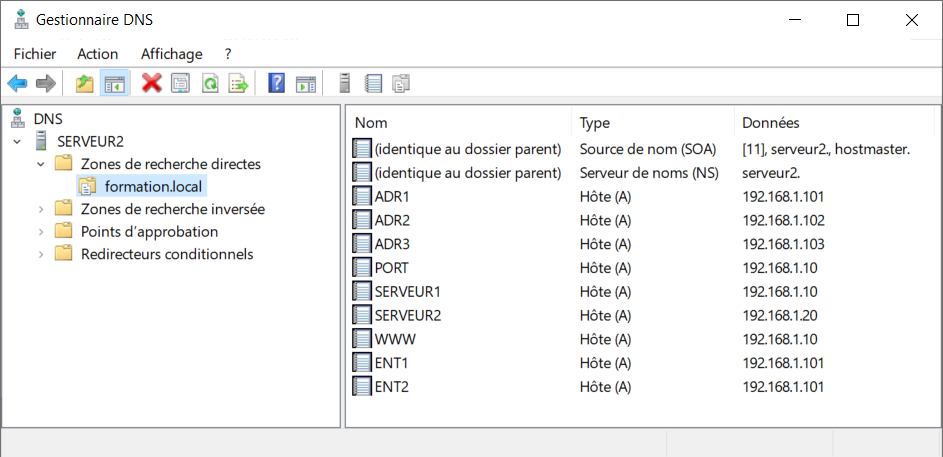 Gestionnaire DNS
Fichier Action Affichage ?
DNS
SERVEUR2
Zones de recherche directes
formation.local
Zones de recherche inversée
Points d'approbation
Redirecteurs conditionnels
Nom Type Données
(identique au dossier parent) Source de nom (SOA) [11], serveur2., hostmaster.
(identique au dossier parent) Serveur de noms (NS) serveur2.
ADR1 Hôte (A) 192.168.1.101
ADR2 Hôte (A) 192.168.1.102
ADR3 Hôte (A) 192.168.1.103
PORT Hôte (A) 192.168.1.10
SERVEUR1 Hôte (A) 192.168.1.10
SERVEUR2 Hôte (A) 192.168.1.20
WWW Hôte (A) 192.168.1.10
ENT1 Hôte (A) 192.168.1.101
ENT2 Hôte (A) 192.168.1.101